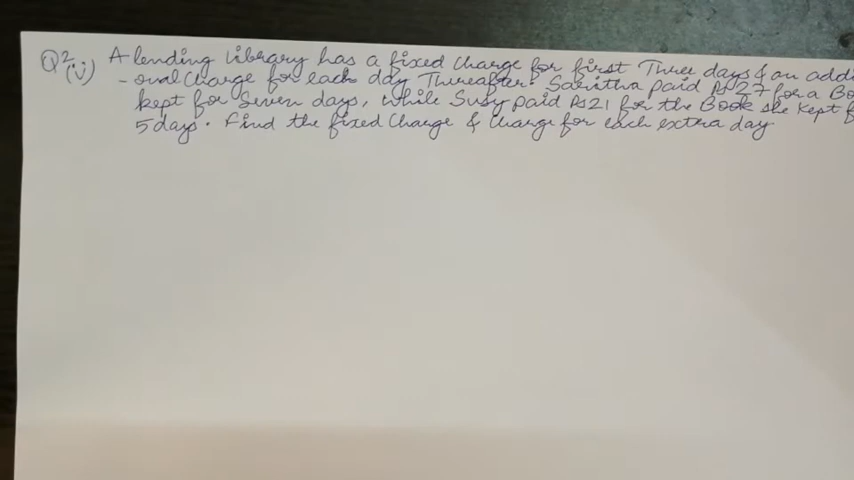 Q2 A lending library has a fixed charge for first Three days & an addi
(v) - onal charge for each day Thereafter. Saritha paid Rs 27 for a Bo
kept for Seven days, while Susy paid Rs 21 for the Book she kept f
5 days. Find the fixed charge & charge for each extra day